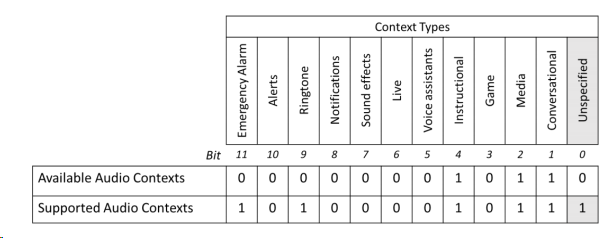 Context Types
Emergency Alarm
Alerts
Ringtone
Notifications
Sound effects
Live
Voice assistants
Instructional
Game
Media
Conversational
Unspecified
Bit 11 10 9 8 7 6 5 4 3 2 1 0
Available Audio Contexts 0 0 0 0 0 0 0 1 0 1 1 0
Supported Audio Contexts 1 0 1 0 0 0 0 1 0 1 1 1